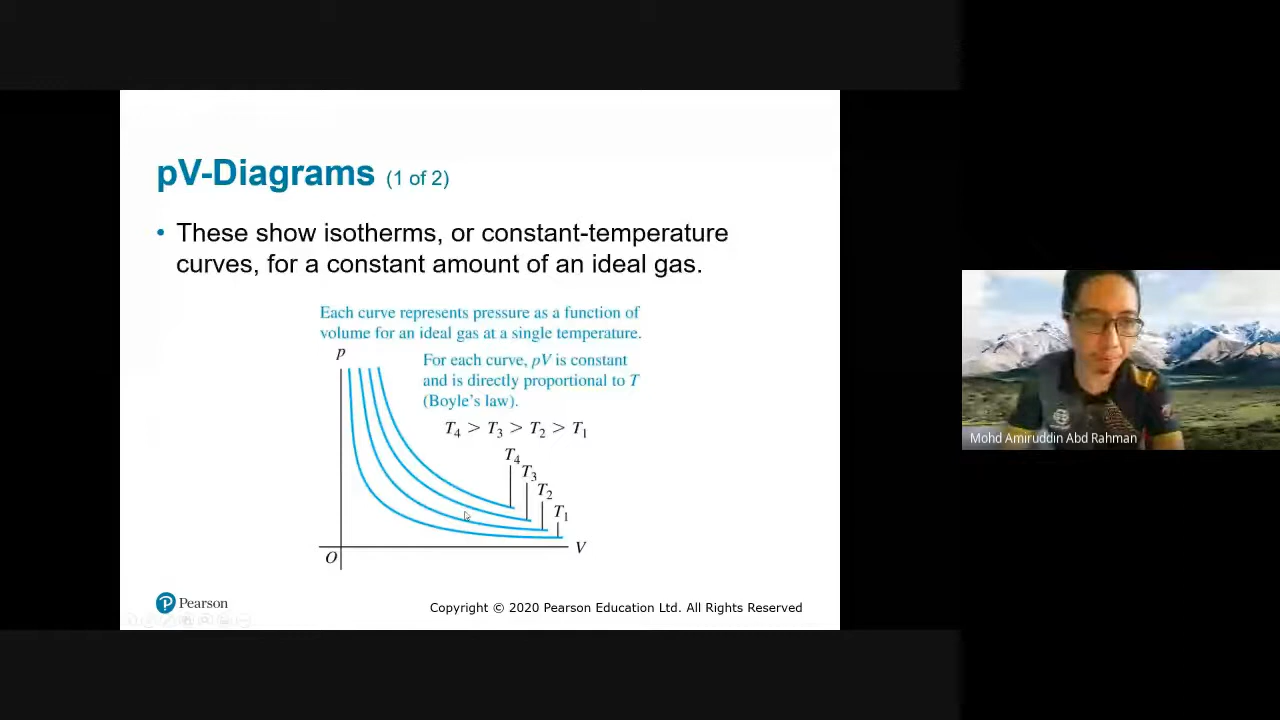 pV-Diagrams (1 of 2)
• These show isotherms, or constant-temperature
curves, for a constant amount of an ideal gas.
Each curve represents pressure as a function of
volume for an ideal gas at a single temperature.
p
For each curve, pV is constant
and is directly proportional to T
(Boyle's law).
T4 > T3 > T2 > T1
T4
T3
T2
T1
O
V
P Pearson
Copyright © 2020 Pearson Education Ltd. All Rights Reserved
Mohd Amiruddin Abd Rahman